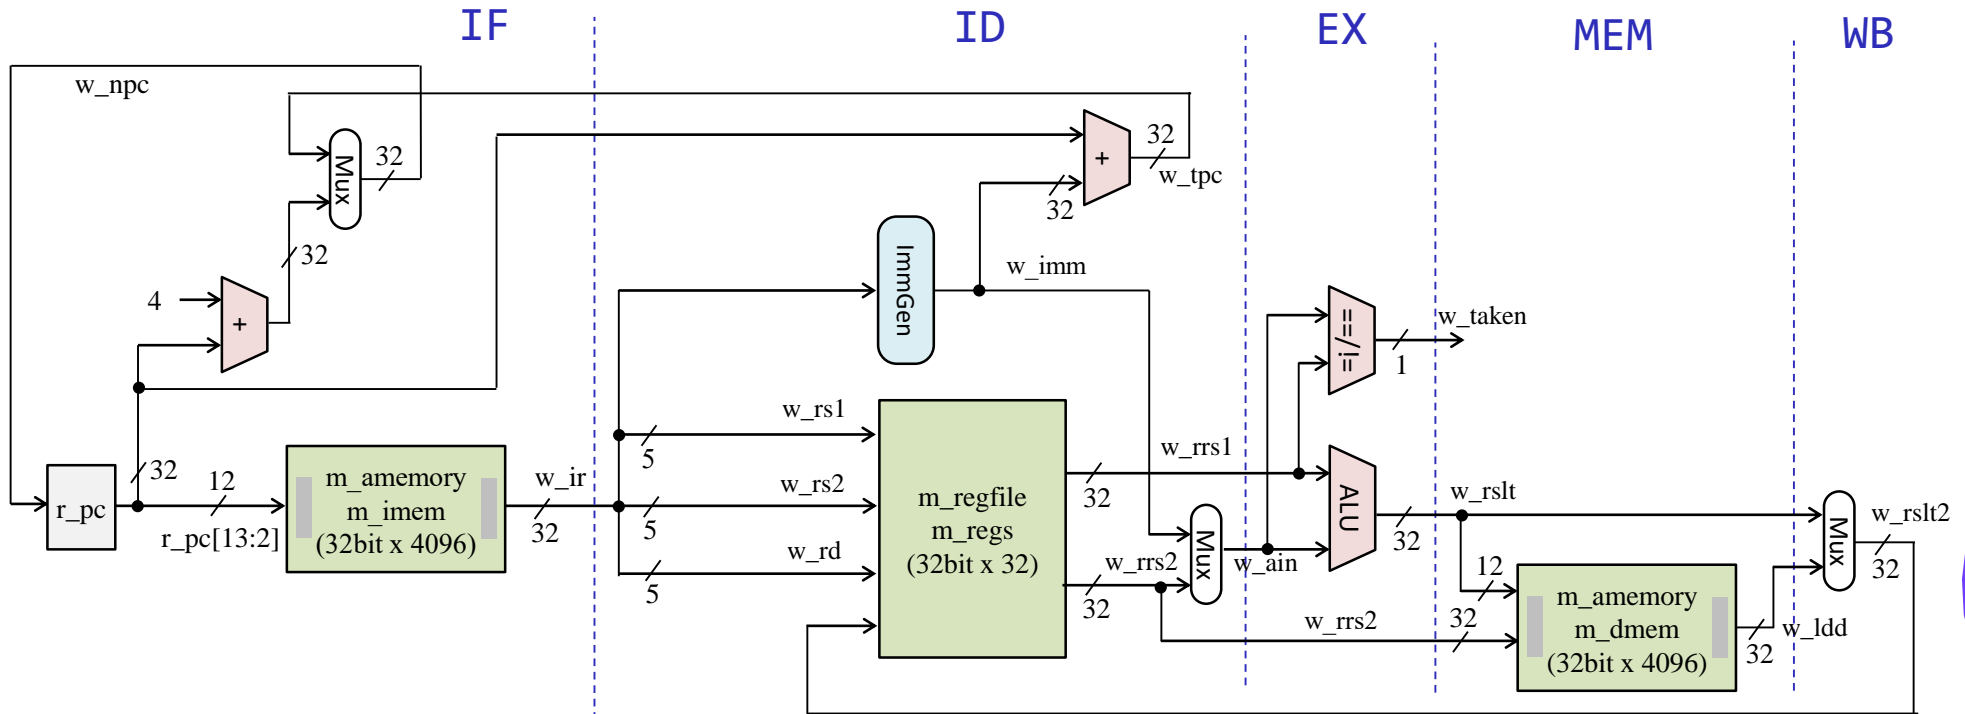 IF
ID
EX
MEM
WB
w_npc
32
Mux
32
4
+
32
+
32
w_tpc
32
ImmGen
w_imm
==/!=
w_taken
1
r_pc
32
12
r_pc[13:2]
m_amemory
m_imem
(32bit x 4096)
w_ir
32
w_rs1
5
w_rs2
5
w_rd
5
m_regfile
m_regs
(32bit x 32)
w_rrs1
32
w_rrs2
32
Mux
w_ain
ALU
w_rslt
32
w_rrs2
12
32
m_amemory
m_dmem
(32bit x 4096)
w_ldd
32
Mux
w_rslt2
32